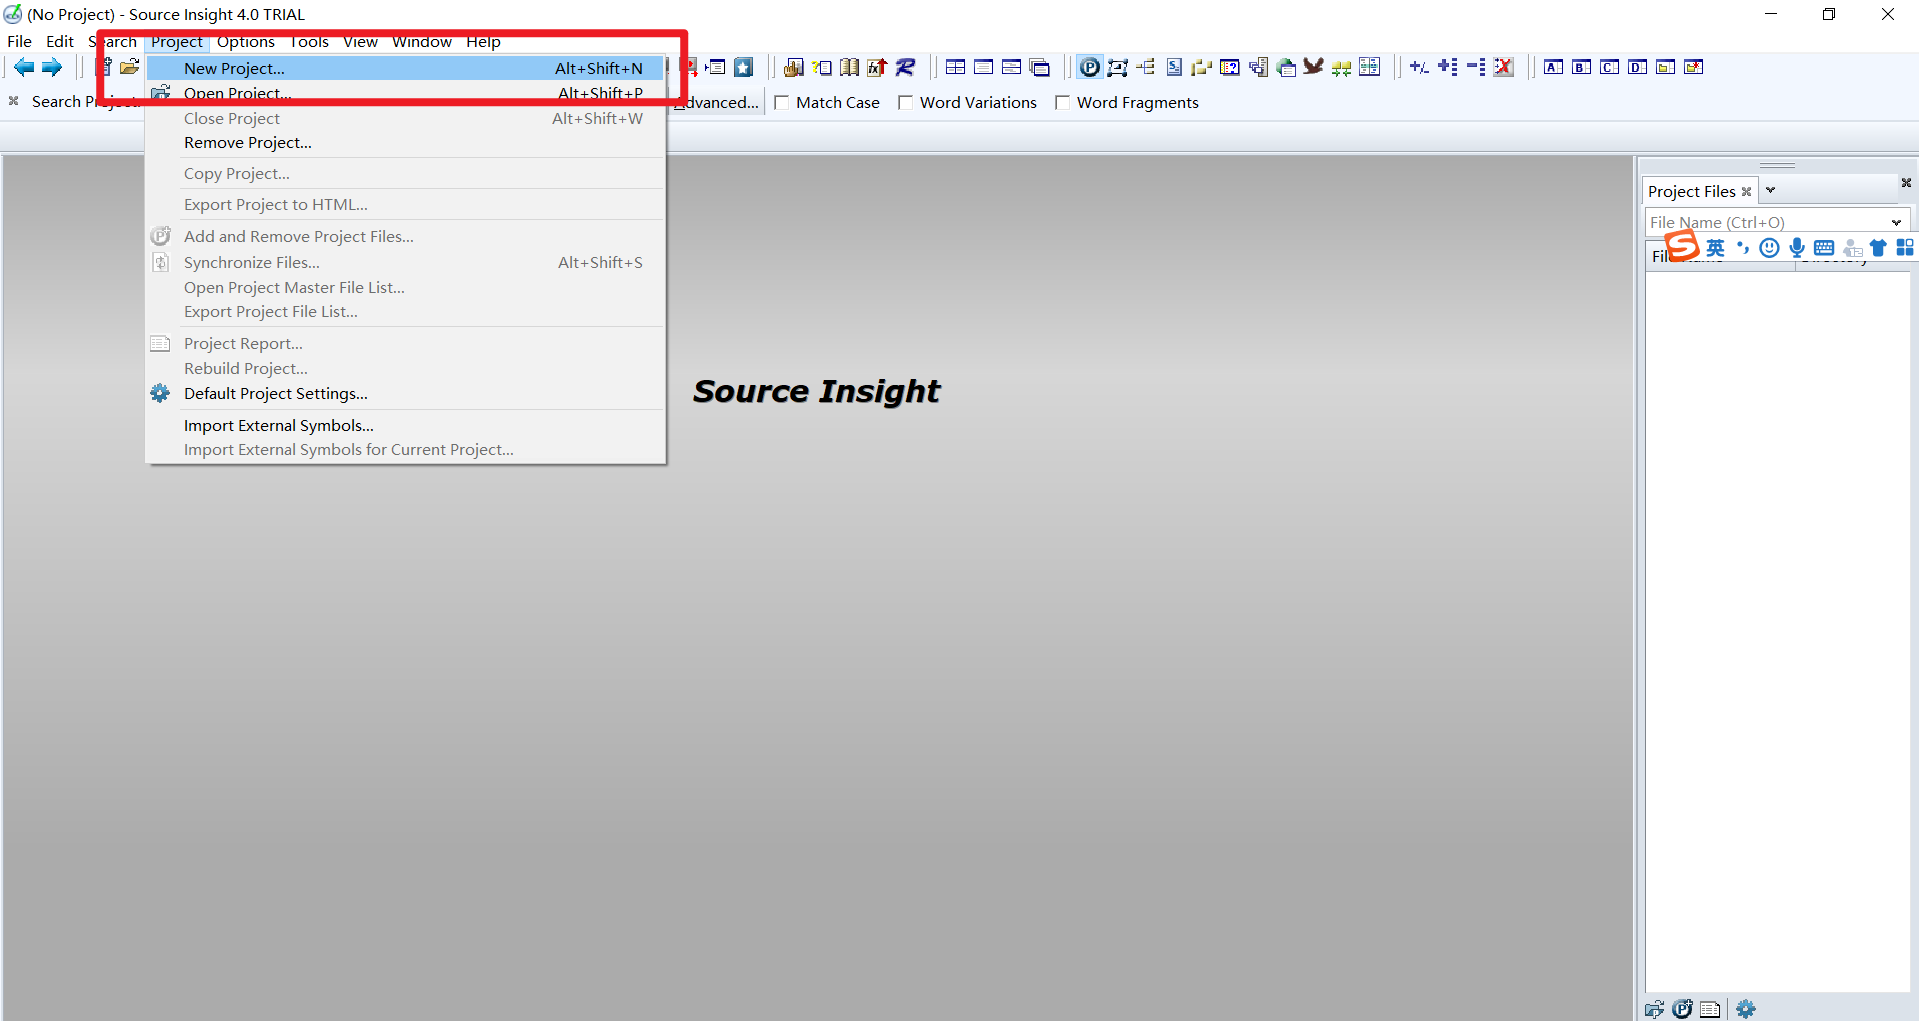 (No Project) - Source Insight 4.0 TRIAL
File Edit Search Project Options Tools View Window Help
New Project... Alt+Shift+N
Open Project... Alt+Shift+P
Search Project Advanced... Match Case Word Variations Word Fragments
Close Project Alt+Shift+W
Remove Project...
Copy Project...
Export Project to HTML...
Add and Remove Project Files...
Synchronize Files... Alt+Shift+S
Open Project Master File List...
Export Project File List...
Project Report...
Rebuild Project...
Default Project Settings...
Import External Symbols...
Import External Symbols for Current Project...
Source Insight
Project Files
File Name (Ctrl+O)
英
File Name Directory